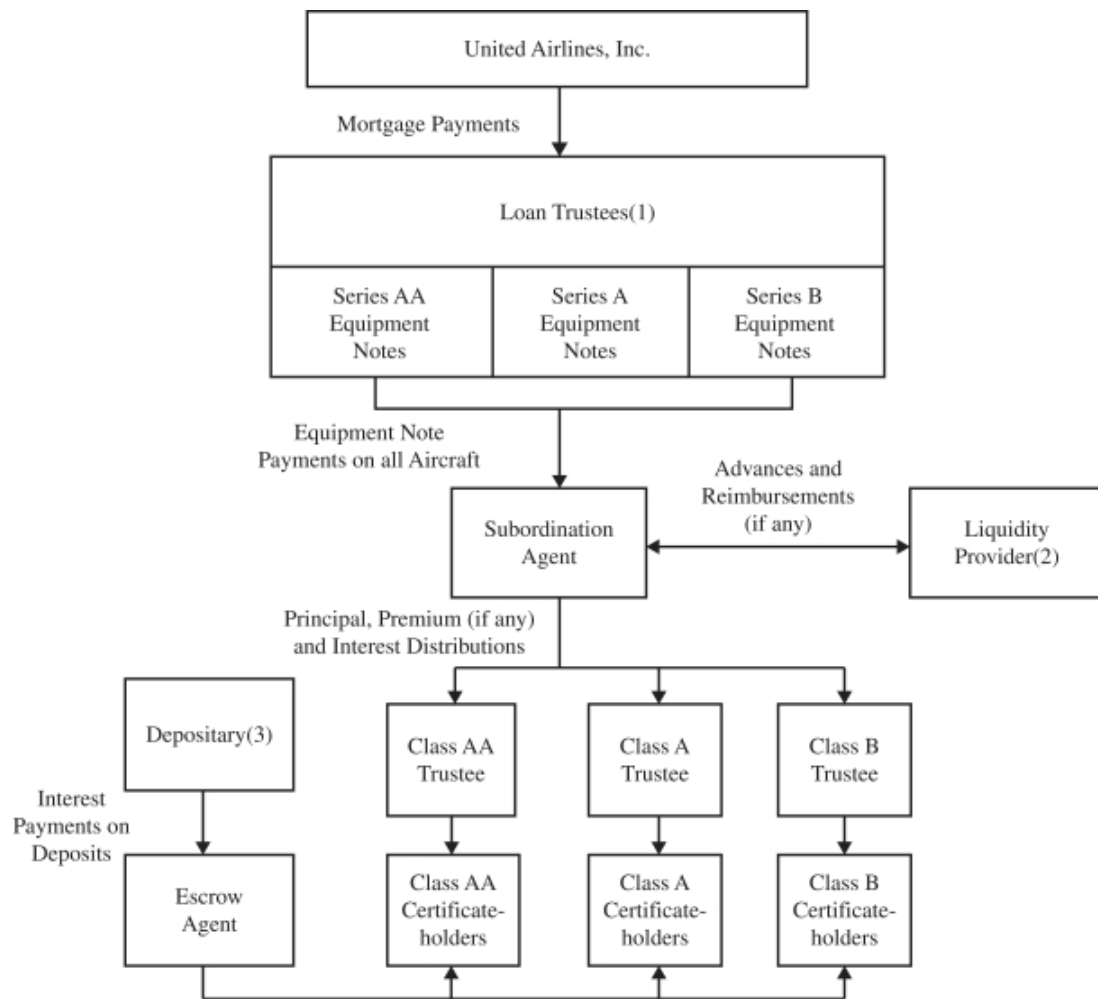 United Airlines, Inc.
Mortgage Payments
Loan Trustees(1)
Series AA
Equipment
Notes
Series A
Equipment
Notes
Series B
Equipment
Notes
Equipment Note
Payments on all Aircraft
Advances and
Reimbursements
(if any)
Subordination
Agent
Liquidity
Provider(2)
Principal, Premium (if any)
and Interest Distributions
Depositary(3)
Class AA
Trustee
Class A
Trustee
Class B
Trustee
Interest
Payments on
Deposits
Escrow
Agent
Class AA
Certificate-
holders
Class A
Certificate-
holders
Class B
Certificate-
holders